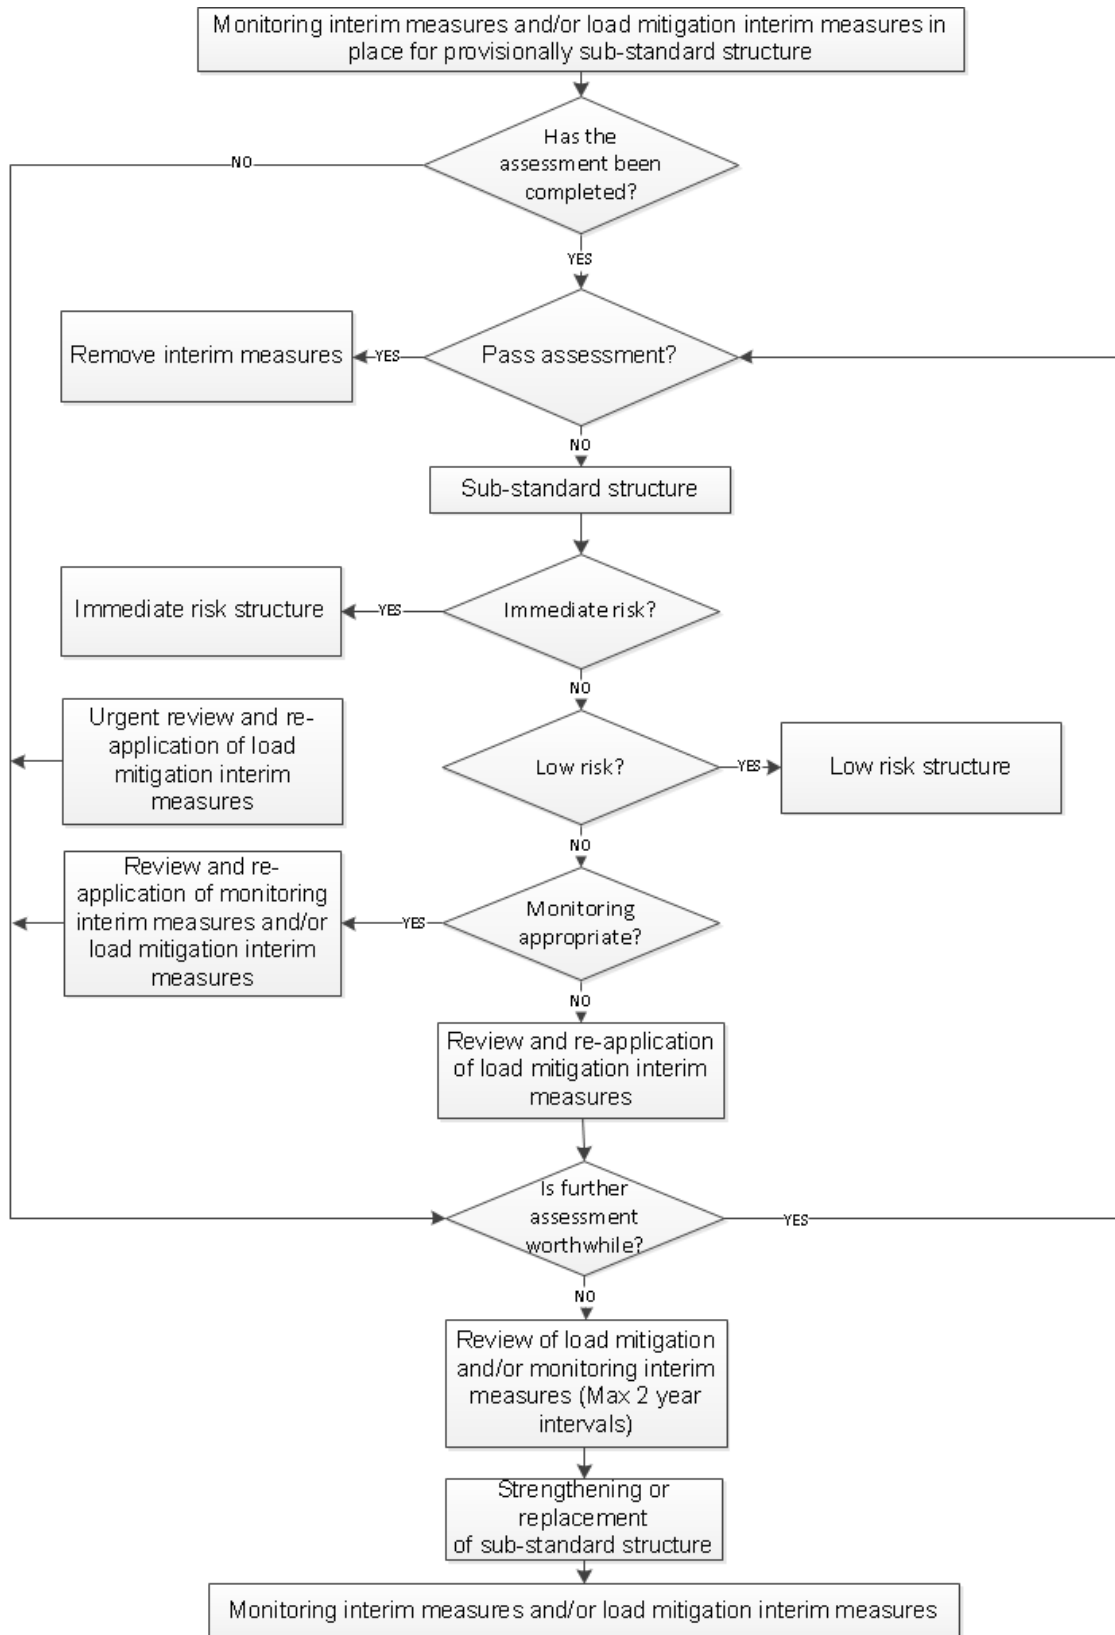 Monitoring interim measures and/or load mitigation interim measures in
place for provisionally sub-standard structure
Has the
assessment been
completed?
NO
YES
Pass assessment?
YES
Remove interim measures
NO
Sub-standard structure
Immediate risk?
YES
Immediate risk structure
NO
Urgent review and re-
application of load
mitigation interim
measures
Low risk?
YES
Low risk structure
NO
Review and re-
application of monitoring
interim measures and/or
load mitigation interim
measures
YES
Monitoring
appropriate?
NO
Review and re-application
of load mitigation interim
measures
Is further
assessment
worthwhile?
YES
NO
Review of load mitigation
and/or monitoring interim
measures (Max 2 year
intervals)
Strengthening or
replacement
of sub-standard structure
Monitoring interim measures and/or load mitigation interim measures